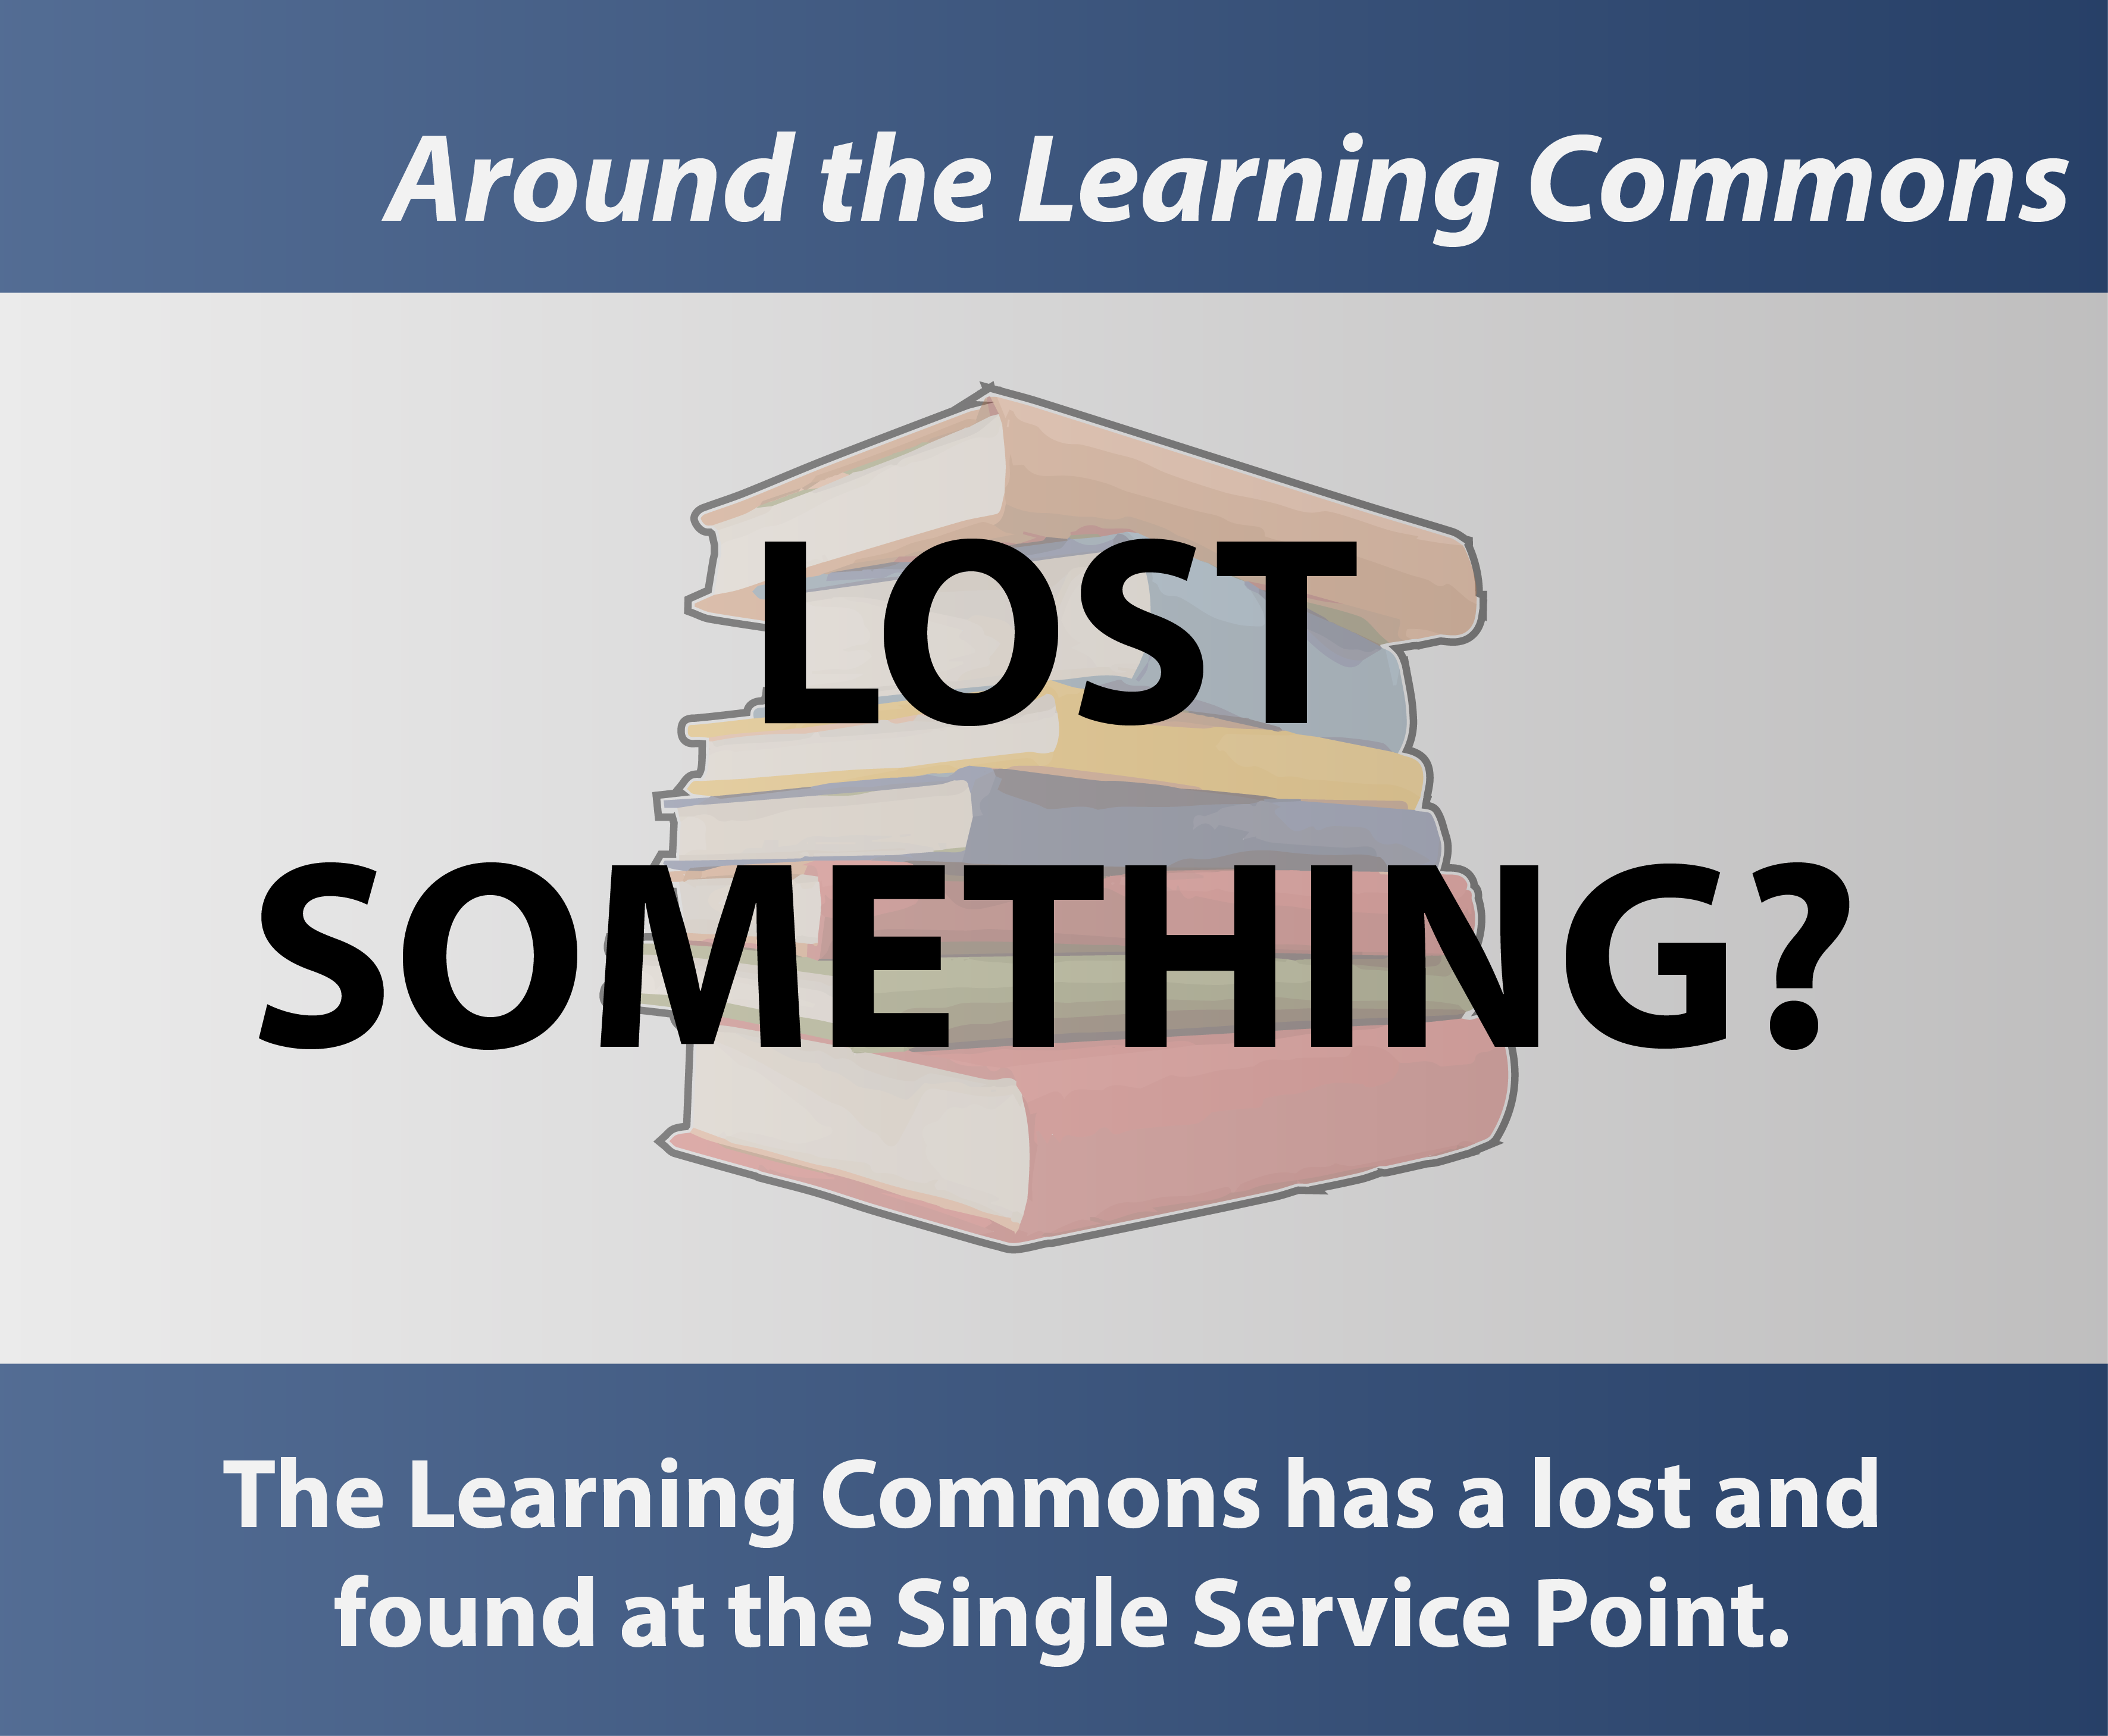 Around the Learning Commons
LOST
SOMETHING?
The Learning Commons has a lost and
found at the Single Service Point.